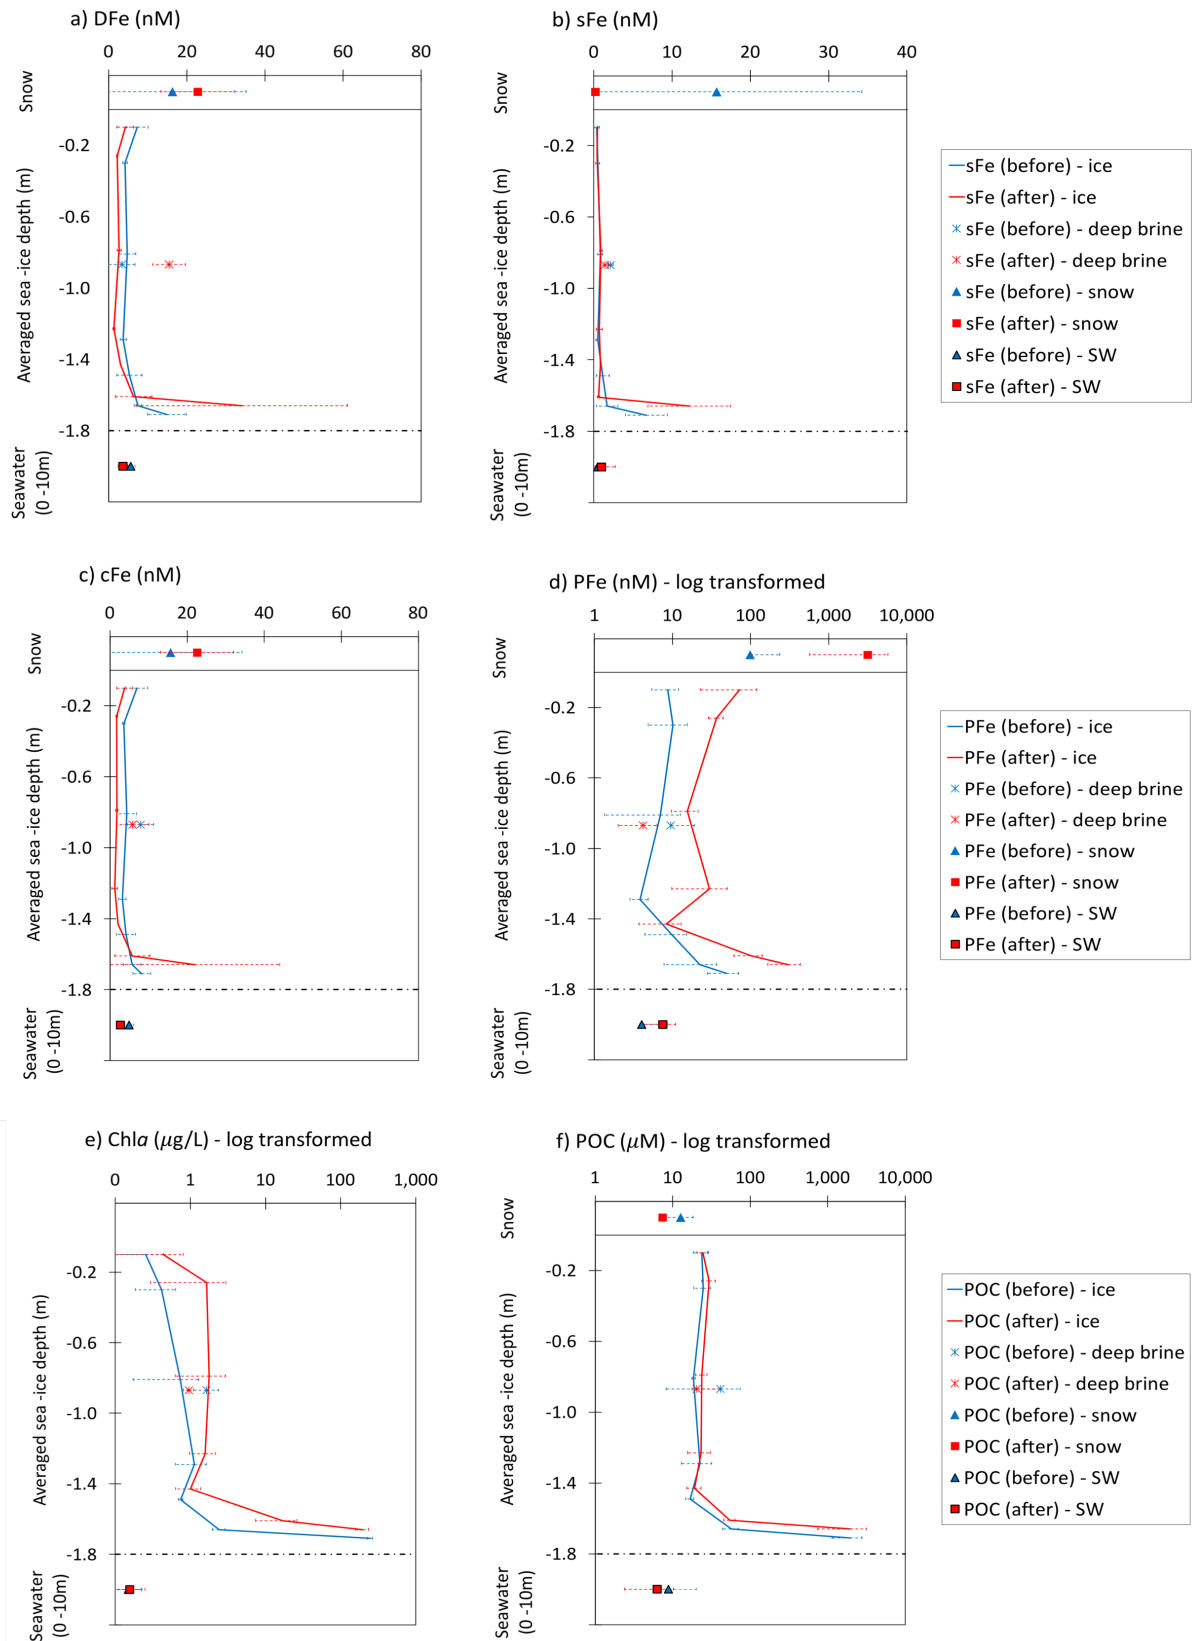 a) DFe (nM)
0 20 40 60 80
Snow
-0.2
-0.6
-1.0
-1.4
-1.8
Averaged sea -ice depth (m)
Seawater
(0 -10m)
b) sFe (nM)
0 10 20 30 40
Snow
-0.2
-0.6
-1.0
-1.4
-1.8
Averaged sea -ice depth (m)
Seawater
(0 -10m)
sFe (before) - ice
sFe (after) - ice
sFe (before) - deep brine
sFe (after) - deep brine
sFe (before) - snow
sFe (after) - snow
sFe (before) - SW
sFe (after) - SW
c) cFe (nM)
0 20 40 60 80
Snow
-0.2
-0.6
-1.0
-1.4
-1.8
Averaged sea -ice depth (m)
Seawater
(0 -10m)
d) PFe (nM) - log transformed
1 10 100 1,000 10,000
Snow
-0.2
-0.6
-1.0
-1.4
-1.8
Averaged sea -ice depth (m)
Seawater
(0 -10m)
PFe (before) - ice
PFe (after) - ice
PFe (before) - deep brine
PFe (after) - deep brine
PFe (before) - snow
PFe (after) - snow
PFe (before) - SW
PFe (after) - SW
e) Chla (μg/L) - log transformed
0 1 10 100 1,000
-0.2
-0.6
-1.0
-1.4
-1.8
Averaged sea -ice depth (m)
Seawater
(0 -10m)
f) POC (μM) - log transformed
1 10 100 1,000 10,000
Snow
-0.2
-0.6
-1.0
-1.4
-1.8
Averaged sea -ice depth (m)
Seawater
(0 -10m)
POC (before) - ice
POC (after) - ice
POC (before) - deep brine
POC (after) - deep brine
POC (before) - snow
POC (after) - snow
POC (before) - SW
POC (after) - SW